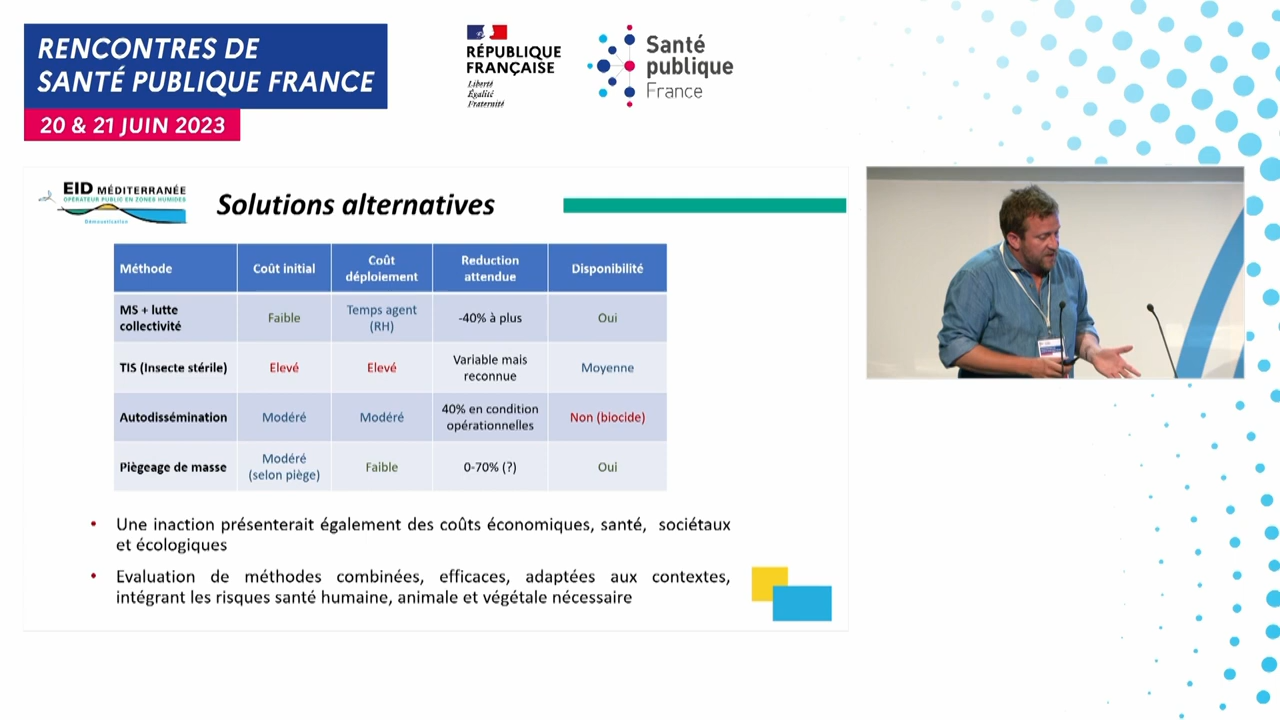 RENCONTRES DE
SANTÉ PUBLIQUE FRANCE
20 & 21 JUIN 2023
RÉPUBLIQUE
FRANÇAISE
Liberté
Égalité
Fraternité
Santé
publique
France
EID MÉDITERRANÉE
OPÉRATEUR PUBLIC EN ZONES HUMIDES
Démoustication
Solutions alternatives
Méthode Coût initial Coût déploiement Reduction attendue Disponibilité
MS + lutte collectivité Faible Temps agent (RH) -40% à plus Oui
TIS (Insecte stérile) Elevé Elevé Variable mais reconnue Moyenne
Autodissémination Modéré Modéré 40% en condition opérationnelles Non (biocide)
Piègeage de masse Modéré (selon piège) Faible 0-70% (?) Oui
• Une inaction présenterait également des coûts économiques, santé, sociétaux
et écologiques
• Evaluation de méthodes combinées, efficaces, adaptées aux contextes,
intégrant les risques santé humaine, animale et végétale nécessaire